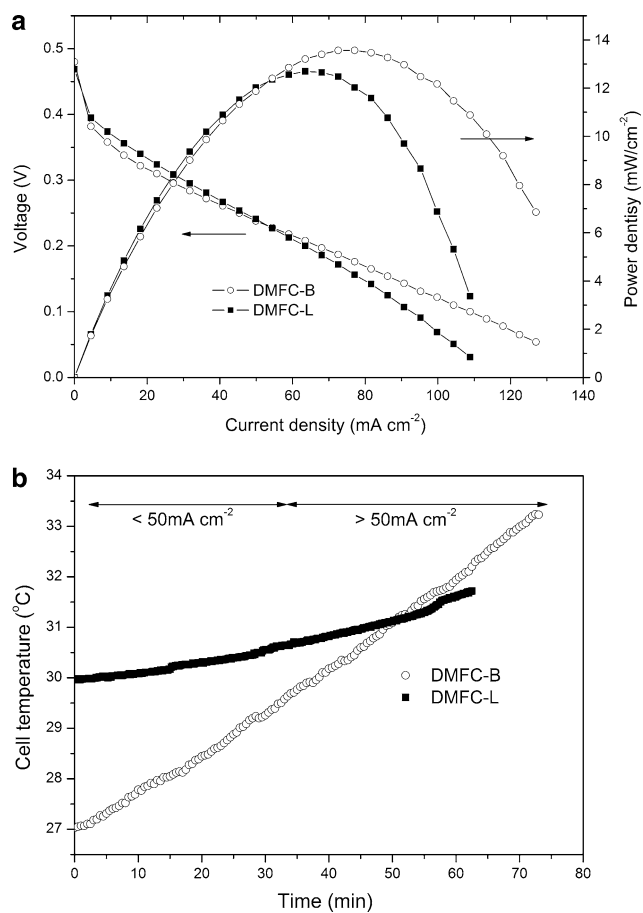 a
0.5
0.4
0.3
0.2
0.1
0.0
Voltage (V)
16
14
12
10
8
6
4
2
0
Power dentisy (mW/cm⁻²)
DMFC-B
DMFC-L
0 20 40 60 80 100 120 140
Current density (mA cm⁻²)
b
34
33
32
31
30
29
28
27
26
Cell temperature (°C)
< 50mA cm⁻²
> 50mA cm⁻²
DMFC-B
DMFC-L
0 10 20 30 40 50 60 70 80
Time (min)